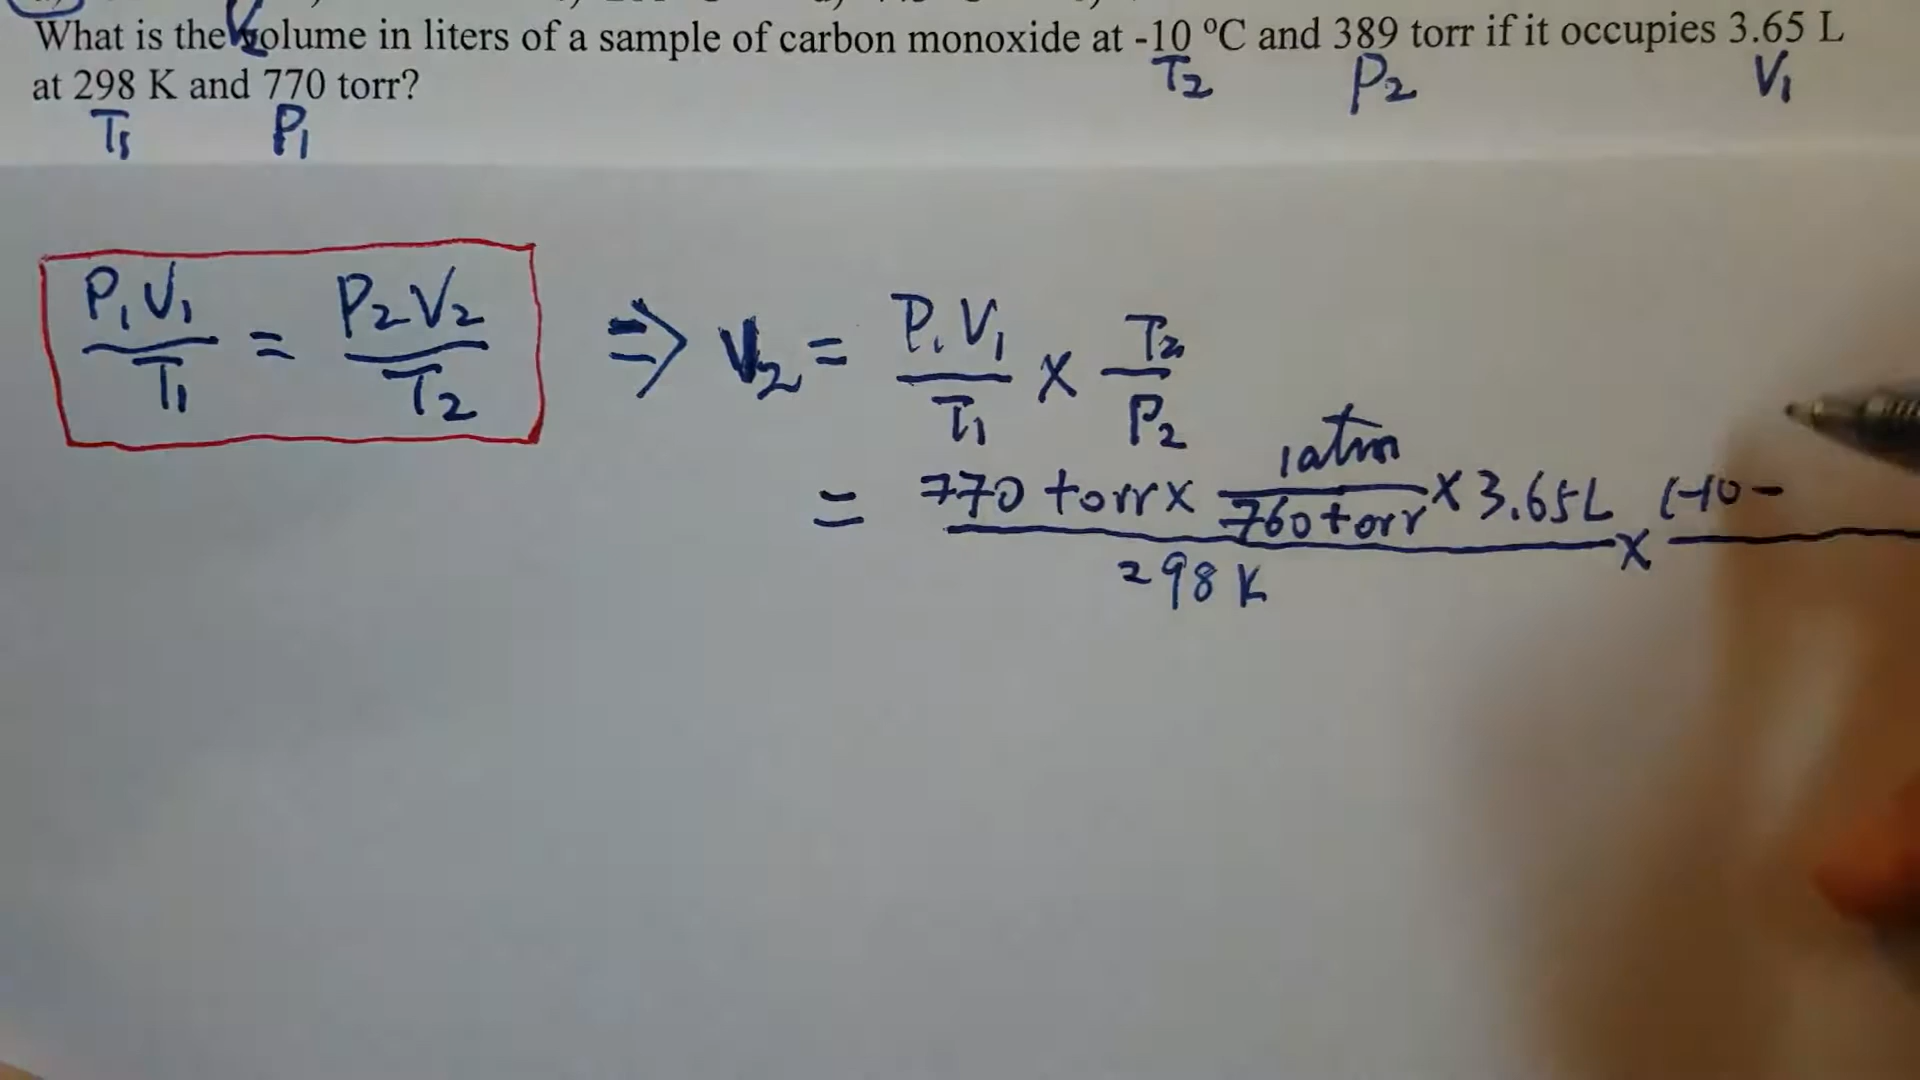 What is the volume in liters of a sample of carbon monoxide at -10 °C and 389 torr if it occupies 3.65 L
V₂ T₂ P₂ V₁
at 298 K and 770 torr?
T₁ P₁
P₁V₁/T₁ = P₂V₂/T₂ ⇒ V₂ = P₁V₁/T₁ × T₂/P₂
= 770 torr × 1atm/760 torr × 3.65L / 298 K × (-10 -